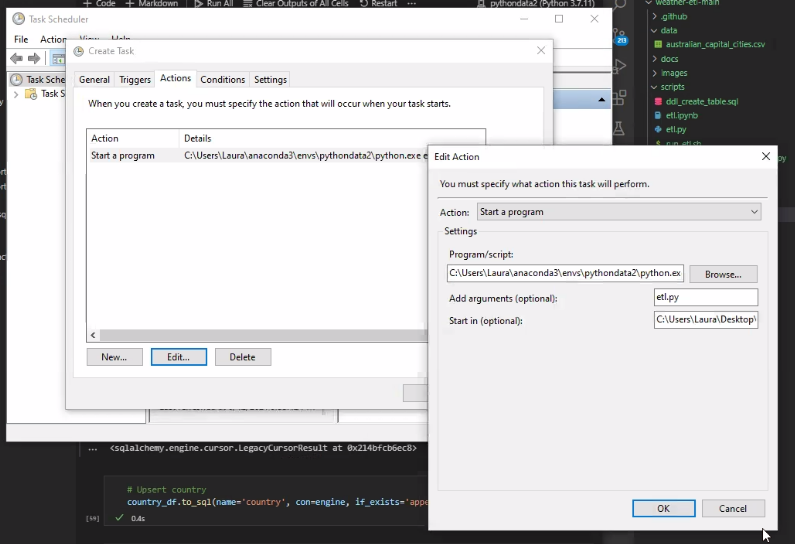 + Code + Markdown Run All Clear Outputs of All Cells Restart ... pythondata2 (Python 3.7.11)
Task Scheduler
File Action View Help
Task Sche
Task S
Create Task
General Triggers Actions Conditions Settings
When you create a task, you must specify the action that will occur when your task starts.
Action Details
Start a program C:\Users\Laura\anaconda3\envs\pythondata2\python.exe e
New... Edit... Delete
Edit Action
You must specify what action this task will perform.
Action: Start a program
Settings
Program/script:
C:\Users\Laura\anaconda3\envs\pythondata2\python.ex Browse...
Add arguments (optional): etl.py
Start in (optional): C:\Users\Laura\Desktop\
OK Cancel
weather-etl-main
.github
data
australian_capital_cities.csv
docs
images
scripts
ddl_create_table.sql
etl.ipynb
etl.py
run_etl.sh
py
213
... <sqlalchemy.engine.cursor.LegacyCursorResult at 0x214bfcb6ec8>
# Upsert country
country_df.to_sql(name='country', con=engine, if_exists='appe
[59] 0.4s